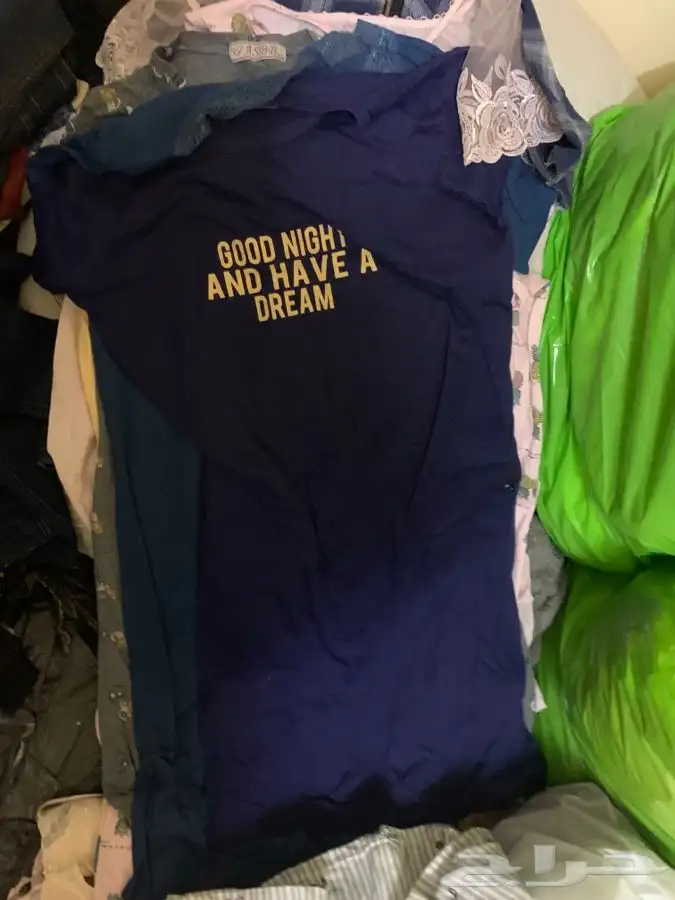 GOOD NIGHT
AND HAVE A
DREAM
حراج